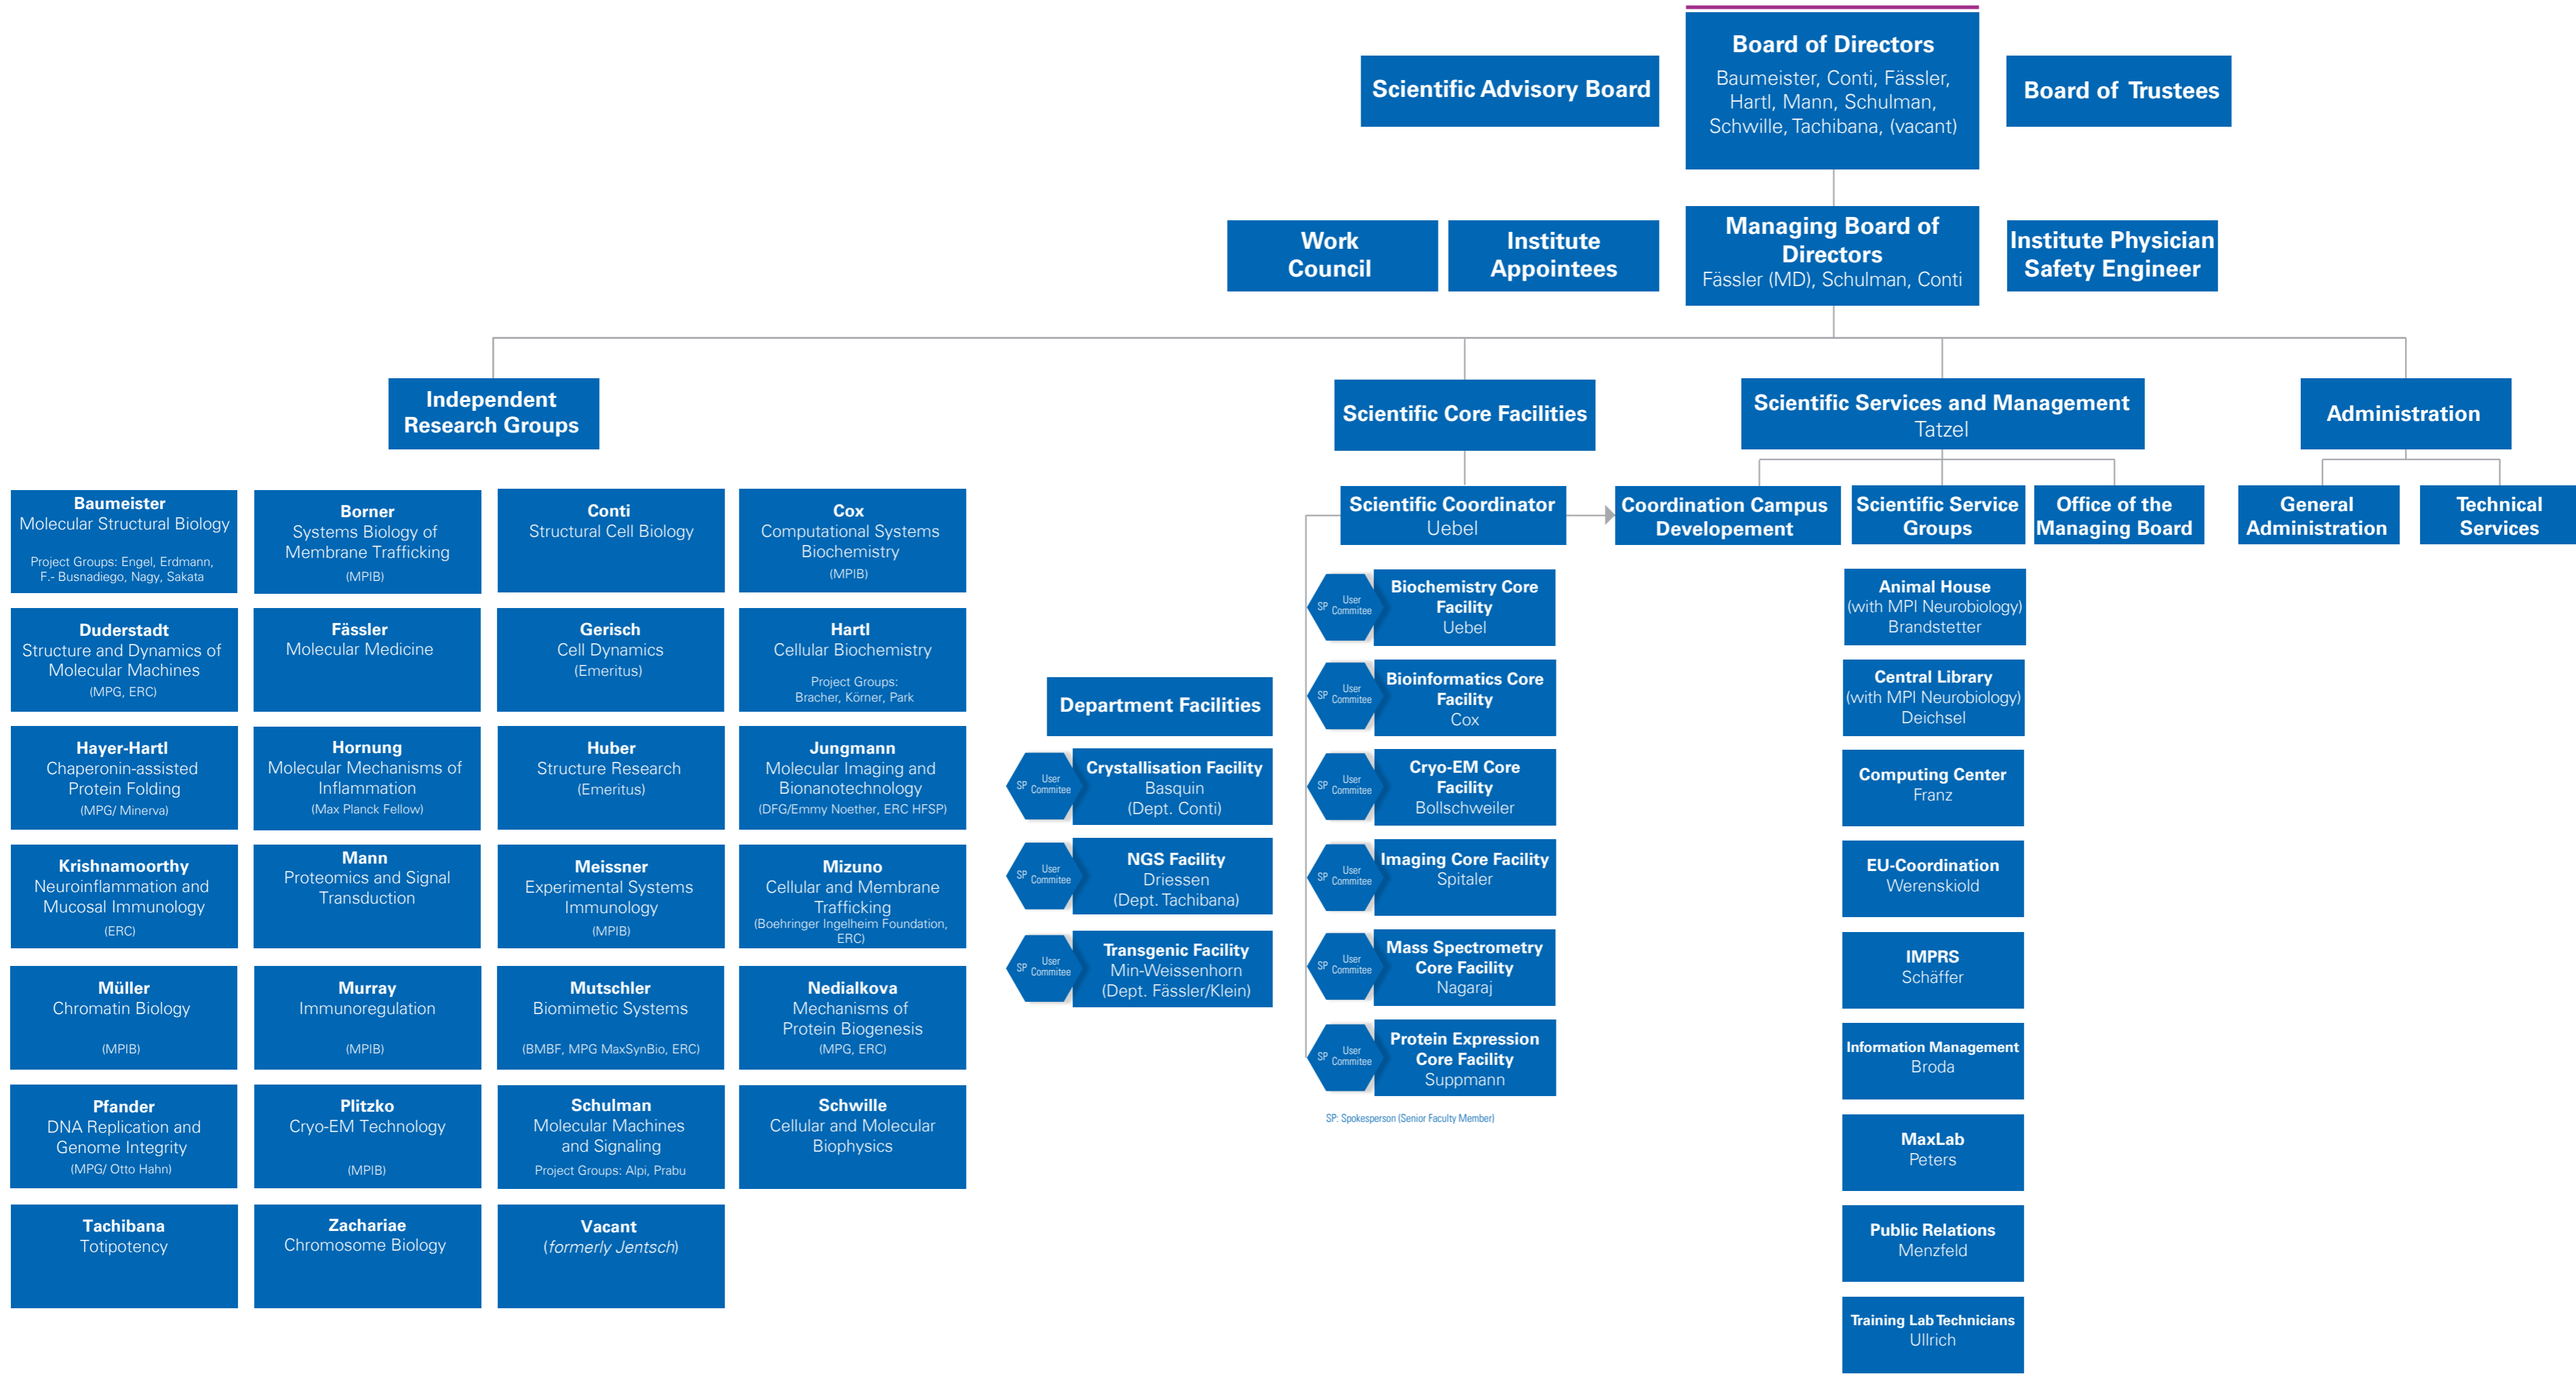 Board of Directors
Baumeister, Conti, Fässler,
Hartl, Mann, Schulman,
Schwille, Tachibana, (vacant)
Scientific Advisory Board
Board of Trustees
Work
Council
Institute
Appointees
Managing Board of
Directors
Fässler (MD), Schulman, Conti
Institute Physician
Safety Engineer
Independent
Research Groups
Scientific Core Facilities
Scientific Services and Management
Tatzel
Administration
Baumeister
Molecular Structural Biology
Project Groups: Engel, Erdmann,
F.- Busnadiego, Nagy, Sakata
Borner
Systems Biology of
Membrane Trafficking
(MPIB)
Conti
Structural Cell Biology
Cox
Computational Systems
Biochemistry
(MPIB)
Duderstadt
Structure and Dynamics of
Molecular Machines
(MPG, ERC)
Fässler
Molecular Medicine
Gerisch
Cell Dynamics
(Emeritus)
Hartl
Cellular Biochemistry
Project Groups:
Bracher, Körner, Park
Hayer-Hartl
Chaperonin-assisted
Protein Folding
(MPG/ Minerva)
Hornung
Molecular Mechanisms of
Inflammation
(Max Planck Fellow)
Huber
Structure Research
(Emeritus)
Jungmann
Molecular Imaging and
Bionanotechnology
(DFG/Emmy Noether, ERC HFSP)
Krishnamoorthy
Neuroinflammation and
Mucosal Immunology
(ERC)
Mann
Proteomics and Signal
Transduction
Meissner
Experimental Systems
Immunology
(MPIB)
Mizuno
Cellular and Membrane
Trafficking
(Boehringer Ingelheim Foundation,
ERC)
Müller
Chromatin Biology
(MPIB)
Murray
Immunoregulation
(MPIB)
Mutschler
Biomimetic Systems
(BMBF, MPG MaxSynBio, ERC)
Nedialkova
Mechanisms of
Protein Biogenesis
(MPG, ERC)
Pfander
DNA Replication and
Genome Integrity
(MPG/ Otto Hahn)
Plitzko
Cryo-EM Technology
(MPIB)
Schulman
Molecular Machines
and Signaling
Project Groups: Alpi, Prabu
Schwille
Cellular and Molecular
Biophysics
Tachibana
Totipotency
Zachariae
Chromosome Biology
Vacant
(formerly Jentsch)
Department Facilities
SP User
Commitee
Crystallisation Facility
Basquin
(Dept. Conti)
SP User
Commitee
NGS Facility
Driessen
(Dept. Tachibana)
SP User
Commitee
Transgenic Facility
Min-Weissenhorn
(Dept. Fässler/Klein)
Scientific Coordinator
Uebel
SP User
Commitee
Biochemistry Core
Facility
Uebel
SP User
Commitee
Bioinformatics Core
Facility
Cox
SP User
Commitee
Cryo-EM Core
Facility
Bollschweiler
SP User
Commitee
Imaging Core Facility
Spitaler
SP User
Commitee
Mass Spectrometry
Core Facility
Nagaraj
SP User
Commitee
Protein Expression
Core Facility
Suppmann
SP: Spokesperson (Senior Faculty Member)
Coordination Campus
Developement
Scientific Service
Groups
Office of the
Managing Board
Animal House
(with MPI Neurobiology)
Brandstetter
Central Library
(with MPI Neurobiology)
Deichsel
Computing Center
Franz
EU-Coordination
Werenskiold
IMPRS
Schäffer
Information Management
Broda
MaxLab
Peters
Public Relations
Menzfeld
Training Lab Technicians
Ullrich
General
Administration
Technical
Services